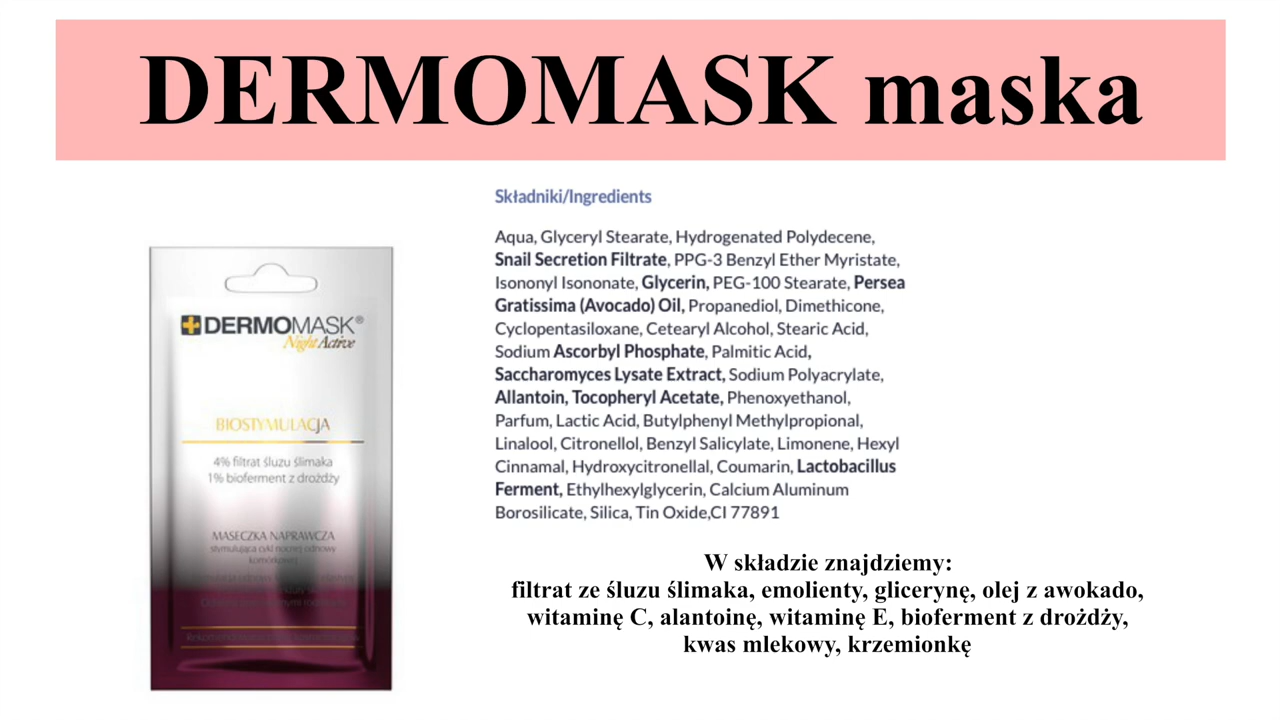 DERMOMASK maska
Składniki/Ingredients
Aqua, Glyceryl Stearate, Hydrogenated Polydecene,
Snail Secretion Filtrate, PPG-3 Benzyl Ether Myristate,
Isononyl Isononate, Glycerin, PEG-100 Stearate, Persea
Gratissima (Avocado) Oil, Propanediol, Dimethicone,
Cyclopentasiloxane, Cetearyl Alcohol, Stearic Acid,
Sodium Ascorbyl Phosphate, Palmitic Acid,
Saccharomyces Lysate Extract, Sodium Polyacrylate,
Allantoin, Tocopheryl Acetate, Phenoxyethanol,
Parfum, Lactic Acid, Butylphenyl Methylpropional,
Linalool, Citronellol, Benzyl Salicylate, Limonene, Hexyl
Cinnamal, Hydroxycitronellal, Coumarin, Lactobacillus
Ferment, Ethylhexylglycerin, Calcium Aluminum
Borosilicate, Silica, Tin Oxide,CI 77891
DERMOMASK®
Night Active
BIOSTYMULACJA
4% filtrat śluzu ślimaka
1% bioferment z drożdży
MASECZKA NAPRAWCZA
stymulująca cykl nocnej odnowy
komórkowej
W składzie znajdziemy:
filtrat ze śluzu ślimaka, emolienty, glicerynę, olej z awokado,
witaminę C, alantoinę, witaminę E, bioferment z drożdży,
kwas mlekowy, krzemionkę